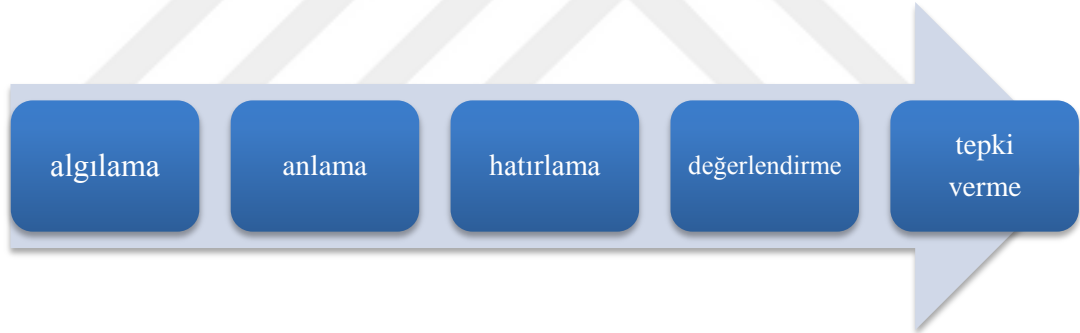 algılama
anlama
hatırlama
değerlendirme
tepki
verme